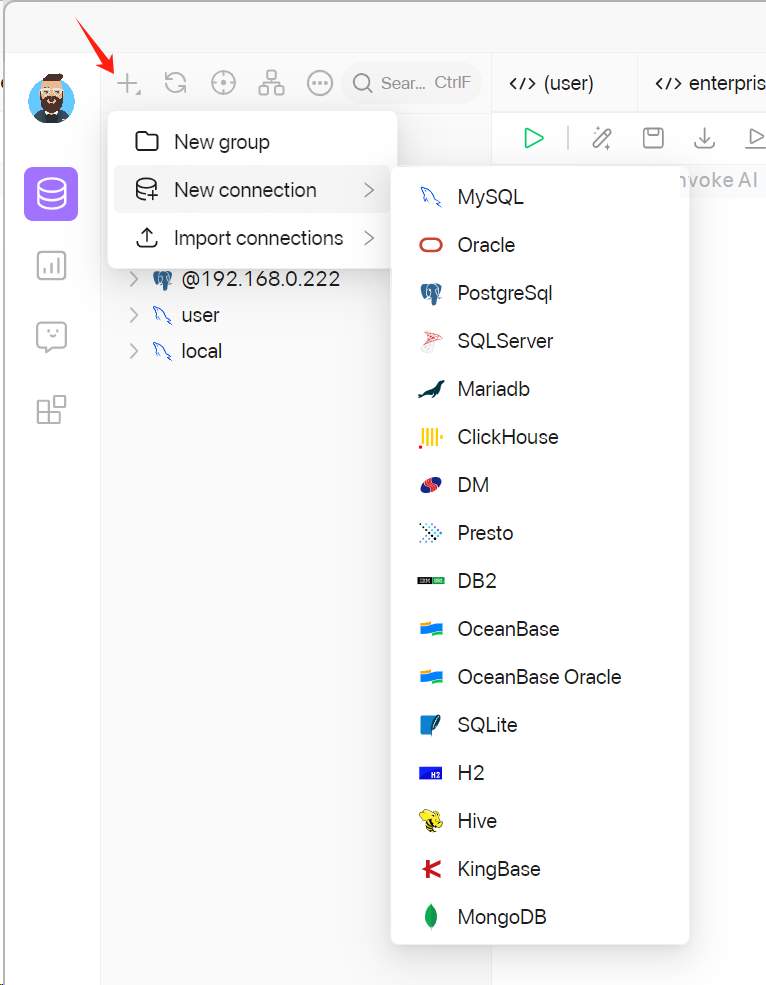 Sear... CtrlF
</> (user)
</> enterpris
New group
New connection
Import connections
nvoke AI
@192.168.0.222
user
local
MySQL
Oracle
PostgreSql
SQLServer
Mariadb
ClickHouse
DM
Presto
DB2
OceanBase
OceanBase Oracle
SQLite
H2
H2
Hive
KingBase
MongoDB